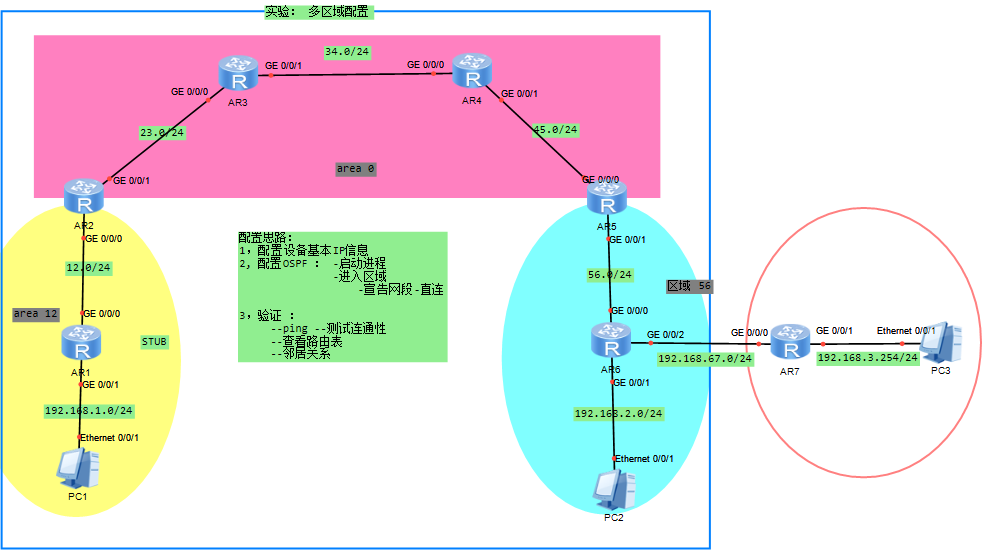 实验： 多区域配置
34.0/24
GE 0/0/1
GE 0/0/0
AR3
AR4
GE 0/0/0
GE 0/0/1
23.0/24
45.0/24
area 0
GE 0/0/1
GE 0/0/0
AR2
AR5
GE 0/0/0
GE 0/0/1
配置思路：
1，配置设备基本IP信息
2，配置OSPF ： -启动进程
-进入区域
-宣告网段-直连
3，验证 ：
--ping --测试连通性
--查看路由表
--邻居关系
12.0/24
56.0/24
区域 56
area 12
GE 0/0/0
STUB
AR1
GE 0/0/1
192.168.1.0/24
Ethernet 0/0/1
PC1
GE 0/0/0
GE 0/0/2
AR6
192.168.67.0/24
GE 0/0/1
192.168.2.0/24
Ethernet 0/0/1
PC2
GE 0/0/0
GE 0/0/1
AR7
192.168.3.254/24
Ethernet 0/0/1
PC3